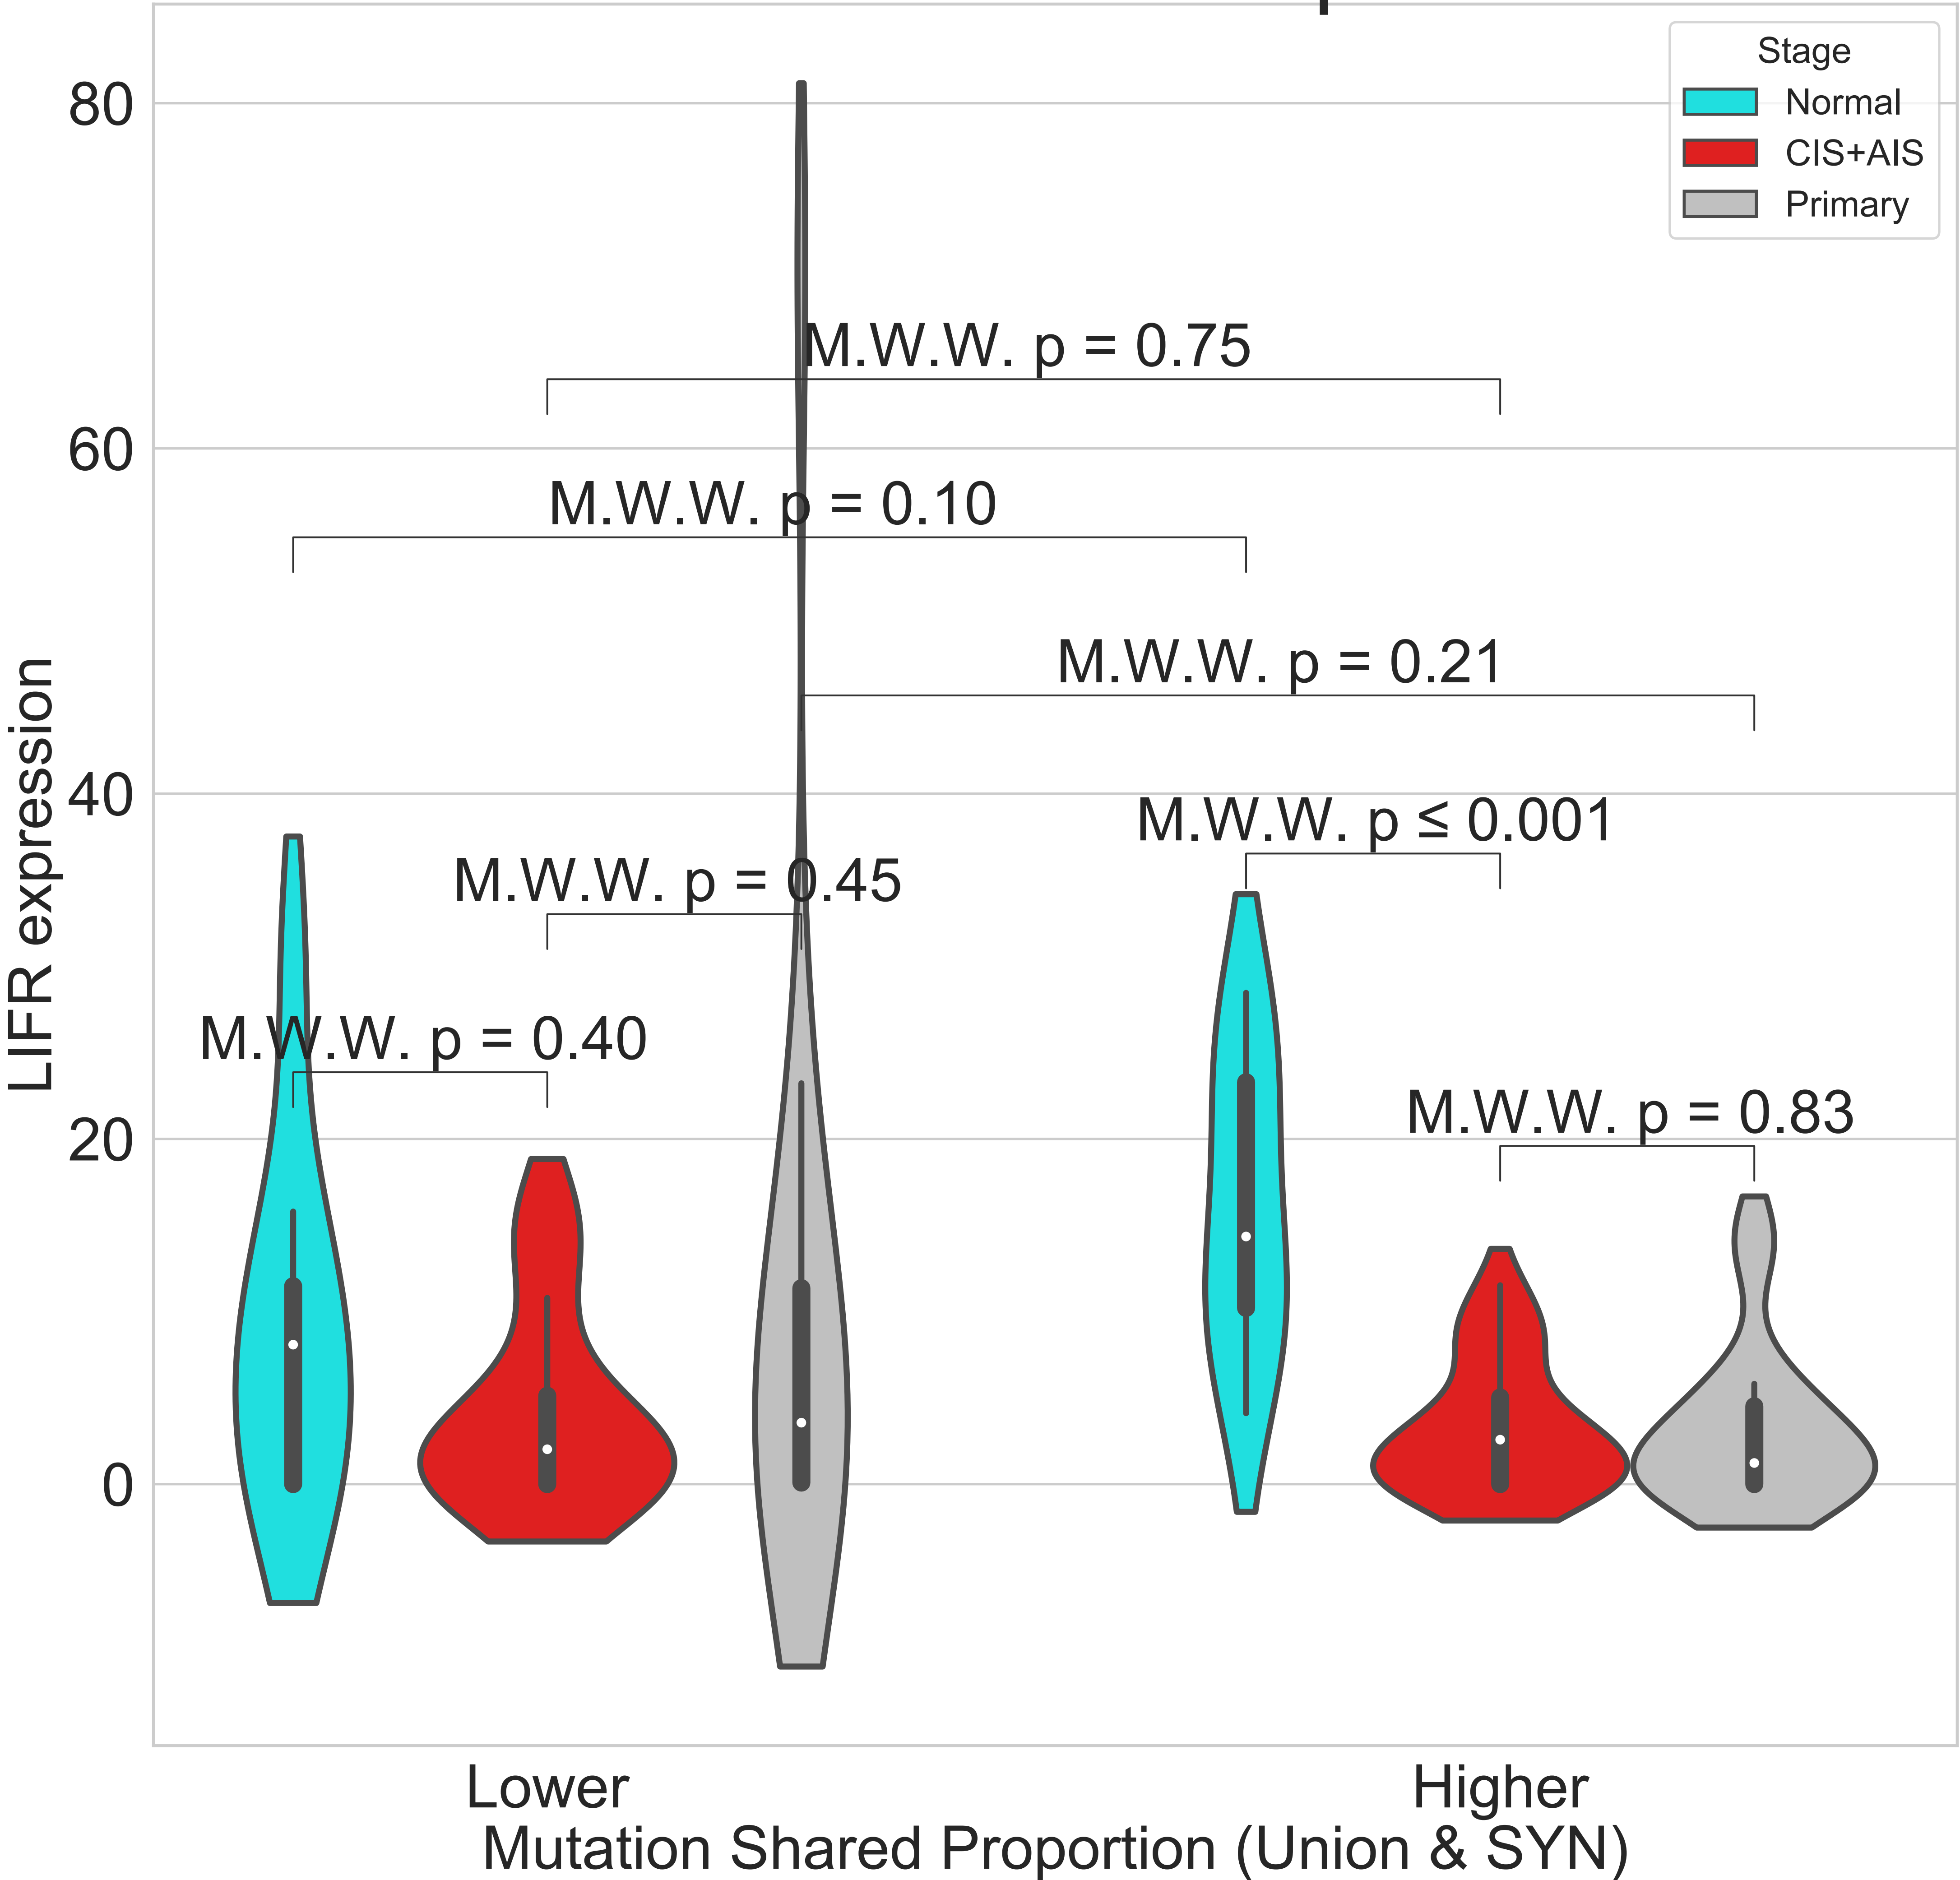 Stage
Normal
CIS+AIS
Primary
80
60
40
20
0
LIFR expression
M.W.W. p = 0.75
M.W.W. p = 0.10
M.W.W. p = 0.21
M.W.W. p ≤ 0.001
M.W.W. p = 0.45
M.W.W. p = 0.40
M.W.W. p = 0.83
Lower
Higher
Mutation Shared Proportion (Union & SYN)